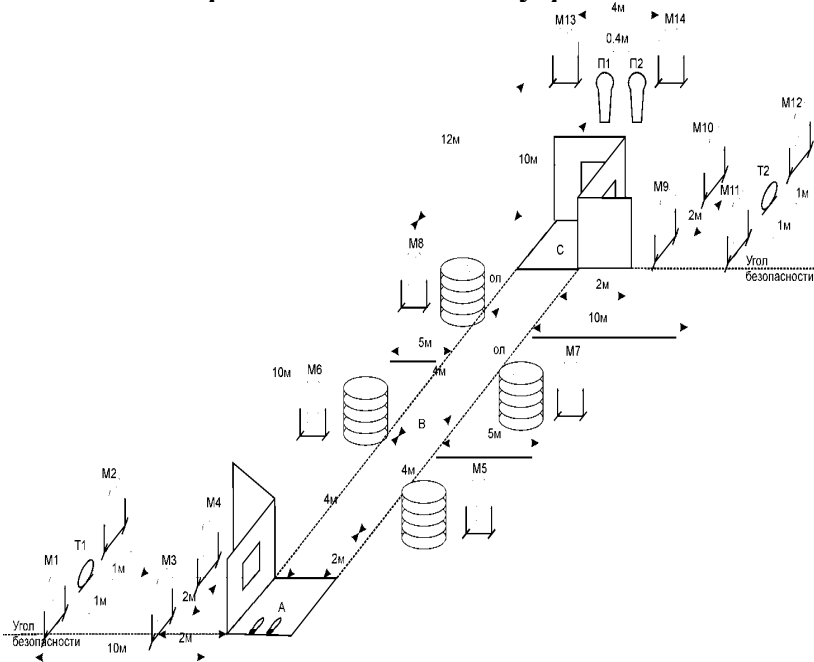 4м
М13
М14
0.4м
П1
П2
М12
М10
12м
10м
Т2
М9
М11
1м
2м
М8
1м
С
Угол
безопасности
ол
2м
10м
5м
ол
М7
10м
М6
4м
В
5м
М2
4м
М5
М4
4м
Т1
М1
М3
1м
2м
2м
1м
А
Угол
безопасности
2м
10м